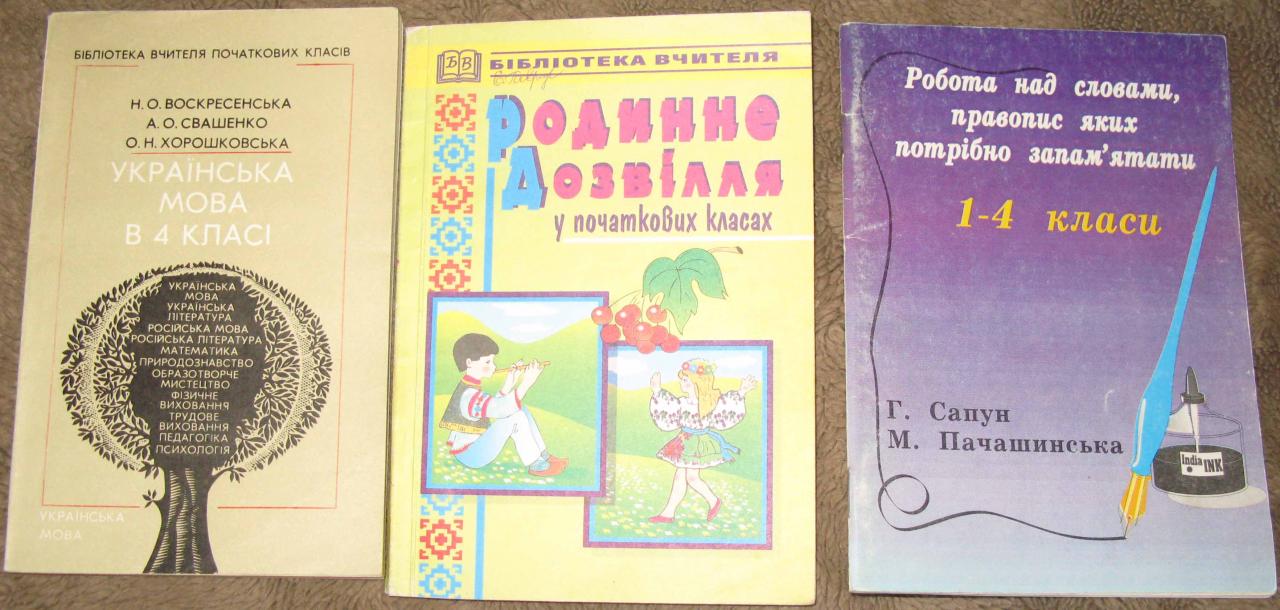 БІБЛІОТЕКА ВЧИТЕЛЯ ПОЧАТКОВИХ КЛАСІВ
Н. О. ВОСКРЕСЕНСЬКА
А. О. СВАШЕНКО
О. Н. ХОРОШКОВСЬКА
УКРАЇНСЬКА
МОВА
В 4 КЛАСІ
УКРАЇНСЬКА
МОВА
УКРАЇНСЬКА
ЛІТЕРАТУРА
РОСІЙСЬКА МОВА
РОСІЙСЬКА ЛІТЕРАТУРА
МАТЕМАТИКА
ПРИРОДОЗНАВСТВО
ОБРАЗОТВОРЧЕ
МИСТЕЦТВО
ФІЗИЧНЕ
ВИХОВАННЯ
ТРУДОВЕ
ВИХОВАННЯ
ПЕДАГОГІКА
ПСИХОЛОГІЯ
УКРАЇНСЬКА
МОВА
БВ
БІБЛІОТЕКА ВЧИТЕЛЯ
Родинне
Дозвілля
у початкових класах
Робота над словами,
правопис яких
потрібно запам'ятати
1-4 класи
Г. Сапун
М. Пачашинська
India INK